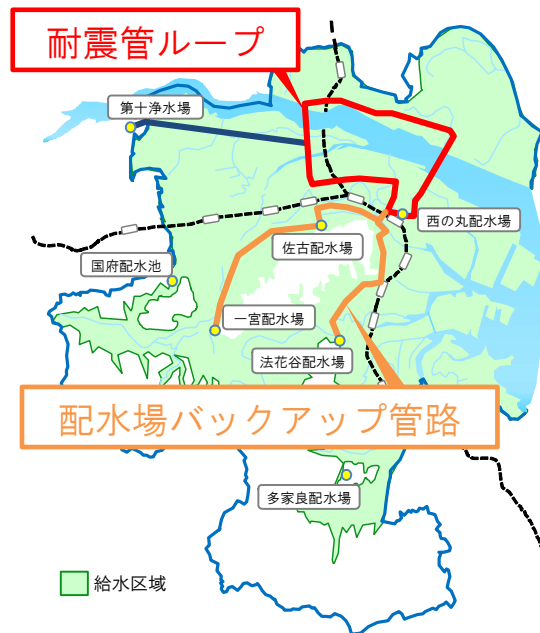 耐震管ループ
第十浄水場
西の丸配水場
佐古配水場
国府配水池
一宮配水場
法花谷配水場
配水場バックアップ管路
多家良配水場
給水区域